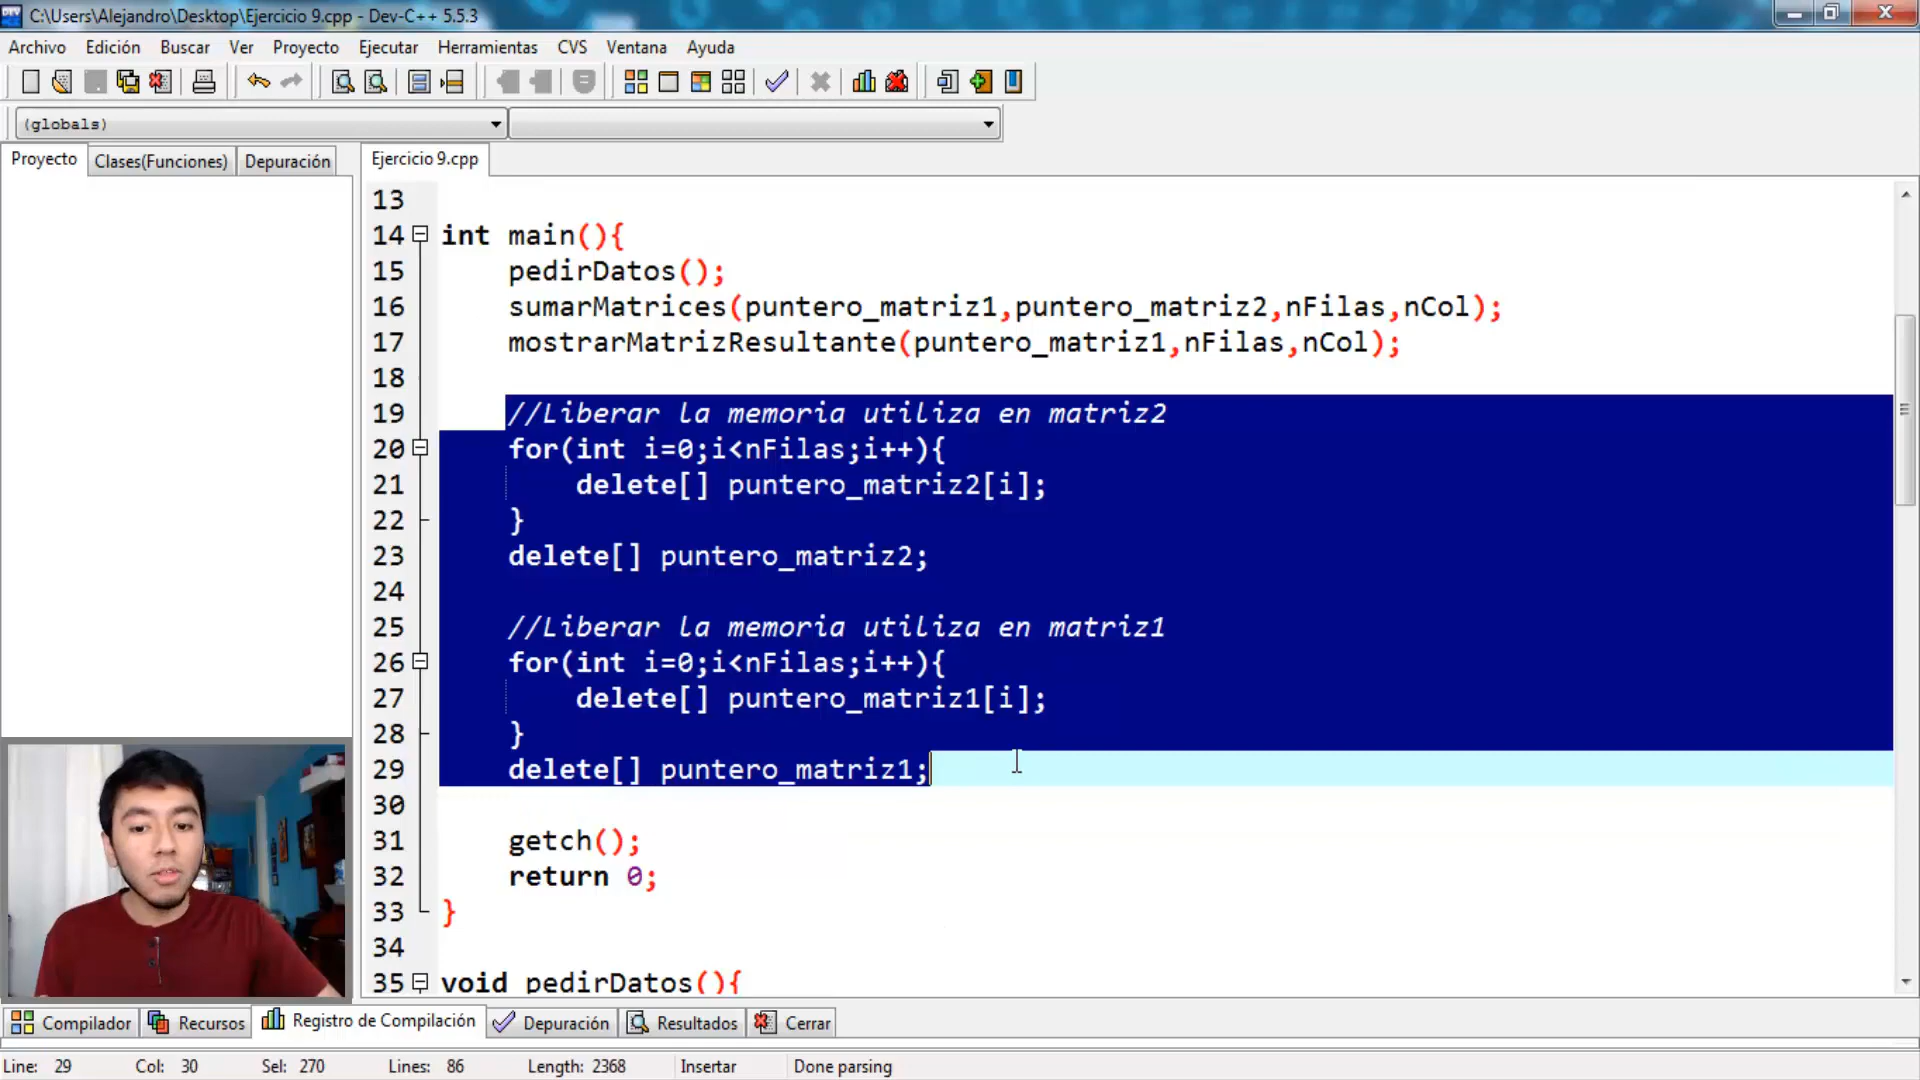 C:\Users\Alejandro\Desktop\Ejercicio 9.cpp - Dev-C++ 5.5.3
Archivo Edición Buscar Ver Proyecto Ejecutar Herramientas CVS Ventana Ayuda
(globals)
Proyecto Clases(Funciones) Depuración Ejercicio 9.cpp
13
14 int main(){
15 pedirDatos();
16 sumarMatrices(puntero_matriz1,puntero_matriz2,nFilas,nCol);
17 mostrarMatrizResultante(puntero_matriz1,nFilas,nCol);
18
19 //Liberar la memoria utiliza en matriz2
20 for(int i=0;i<nFilas;i++){
21 delete[] puntero_matriz2[i];
22 }
23 delete[] puntero_matriz2;
24
25 //Liberar la memoria utiliza en matriz1
26 for(int i=0;i<nFilas;i++){
27 delete[] puntero_matriz1[i];
28 }
29 delete[] puntero_matriz1;
30
31 getch();
32 return 0;
33 }
34
35 void pedirDatos(){
Compilador Recursos Registro de Compilación Depuración Resultados Cerrar
Line: 29 Col: 30 Sel: 270 Lines: 86 Length: 2368 Insertar Done parsing